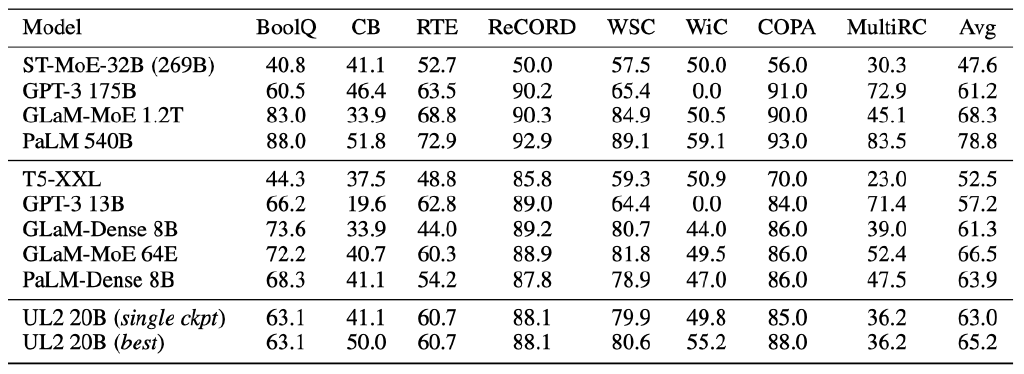 Model BoolQ CB RTE ReCORD WSC WiC COPA MultiRC Avg
ST-MoE-32B (269B) 40.8 41.1 52.7 50.0 57.5 50.0 56.0 30.3 47.6
GPT-3 175B 60.5 46.4 63.5 90.2 65.4 0.0 91.0 72.9 61.2
GLaM-MoE 1.2T 83.0 33.9 68.8 90.3 84.9 50.5 90.0 45.1 68.3
PaLM 540B 88.0 51.8 72.9 92.9 89.1 59.1 93.0 83.5 78.8
T5-XXL 44.3 37.5 48.8 85.8 59.3 50.9 70.0 23.0 52.5
GPT-3 13B 66.2 19.6 62.8 89.0 64.4 0.0 84.0 71.4 57.2
GLaM-Dense 8B 73.6 33.9 44.0 89.2 80.7 44.0 86.0 39.0 61.3
GLaM-MoE 64E 72.2 40.7 60.3 88.9 81.8 49.5 86.0 52.4 66.5
PaLM-Dense 8B 68.3 41.1 54.2 87.8 78.9 47.0 86.0 47.5 63.9
UL2 20B (single ckpt) 63.1 41.1 60.7 88.1 79.9 49.8 85.0 36.2 63.0
UL2 20B (best) 63.1 50.0 60.7 88.1 80.6 55.2 88.0 36.2 65.2